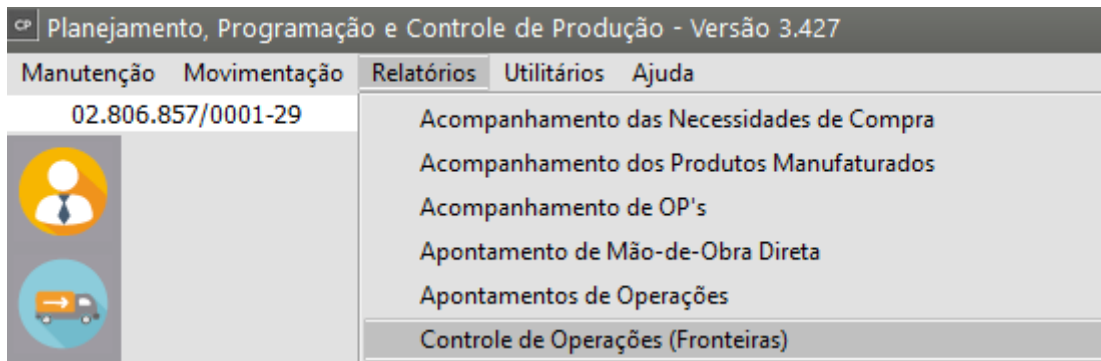 CP Planejamento, Programação e Controle de Produção - Versão 3.427
Manutenção Movimentação Relatórios Utilitários Ajuda
02.806.857/0001-29
Acompanhamento das Necessidades de Compra
Acompanhamento dos Produtos Manufaturados
Acompanhamento de OP's
Apontamento de Mão-de-Obra Direta
Apontamentos de Operações
Controle de Operações (Fronteiras)